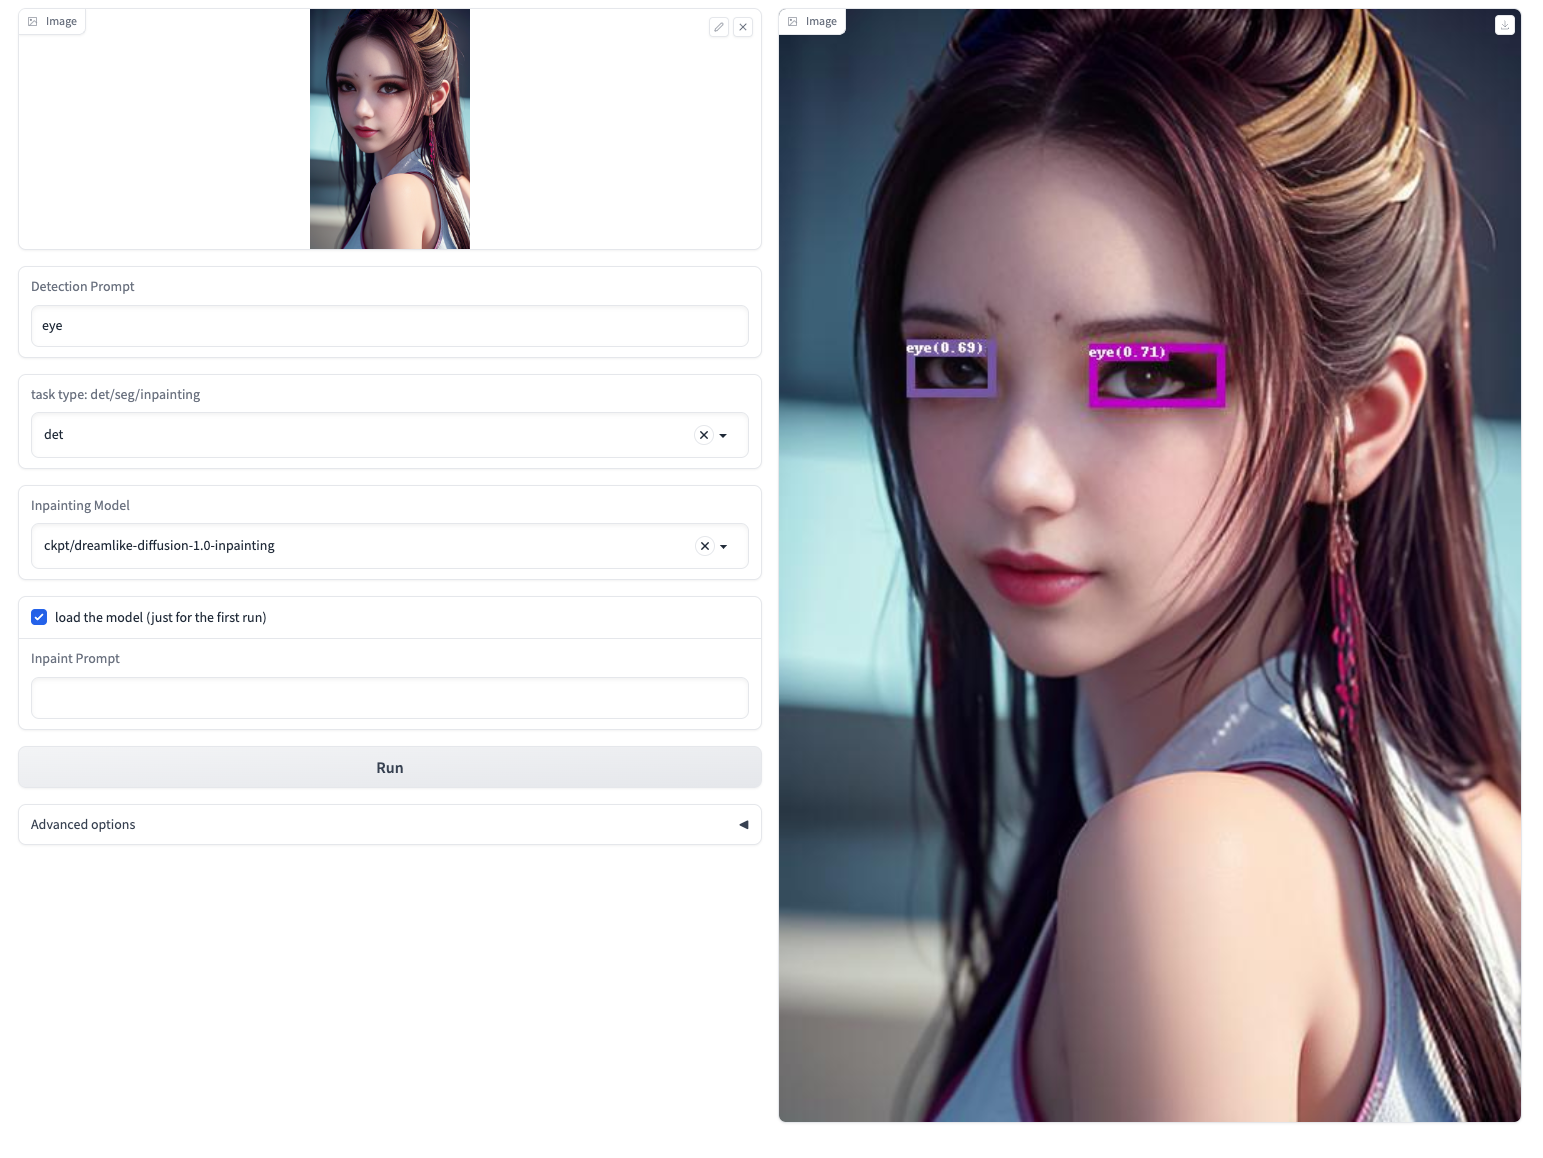 Image
Detection Prompt
eye
task type: det/seg/inpainting
det
Inpainting Model
ckpt/dreamlike-diffusion-1.0-inpainting
load the model (just for the first run)
Inpaint Prompt
Run
Advanced options
Image
eye(0.69)
eye(0.71)